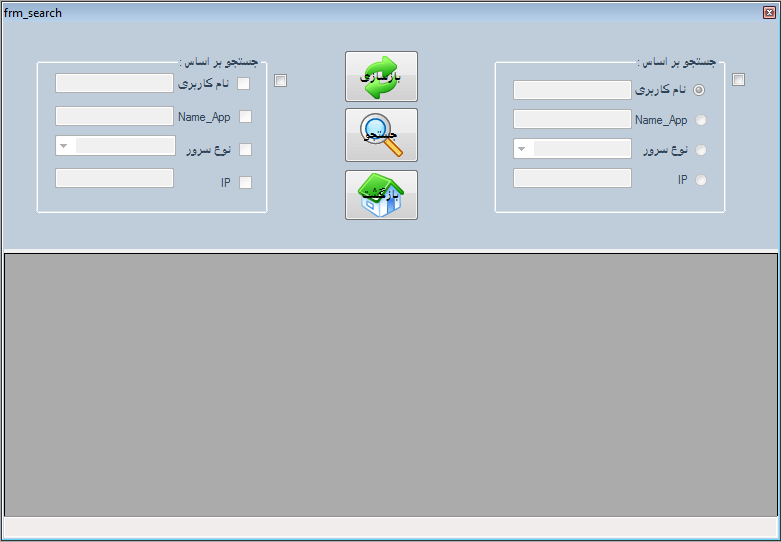 frm_search
جستجو بر اساس :
نام کاربری
Name_App
نوع سرور
IP
بازسازی
جستجو
بازگشت
جستجو بر اساس :
نام کاربری
Name_App
نوع سرور
IP